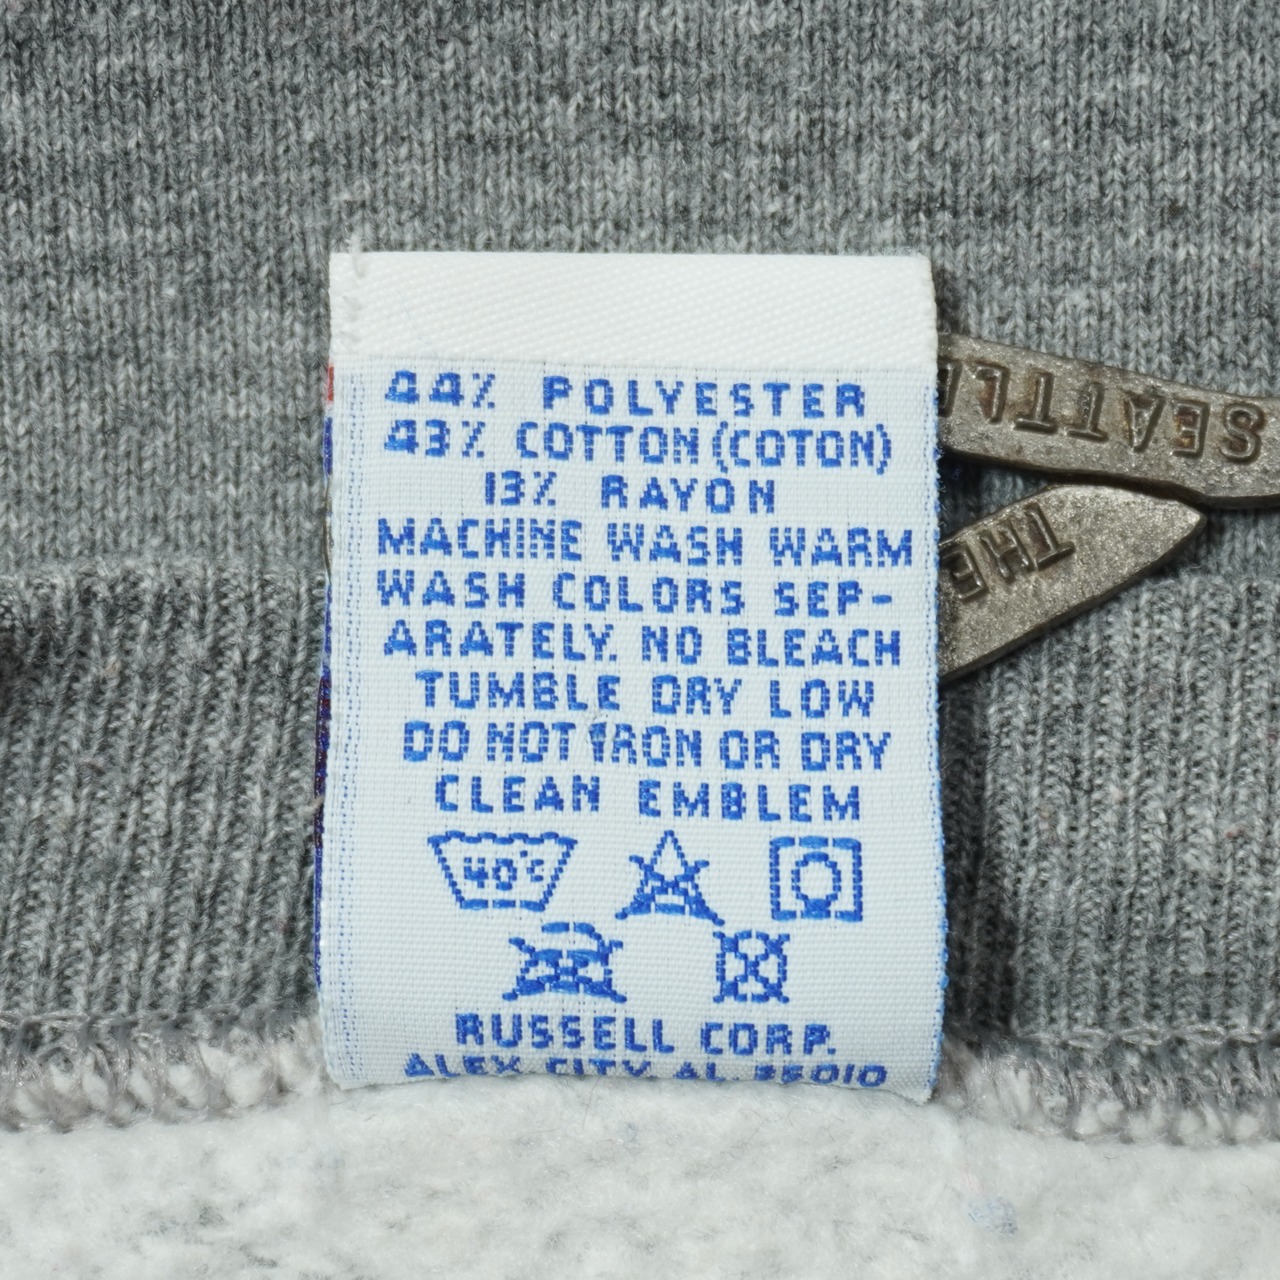 44% POLYESTER
43% COTTON (COTON)
13% RAYON
MACHINE WASH WARM
WASH COLORS SEP-
ARATELY. NO BLEACH
TUMBLE DRY LOW
DO NOT IRON OR DRY
CLEAN EMBLEM
40°C
RUSSELL CORP.
ALEX CITY, AL. 35010
SEATTLE
THE